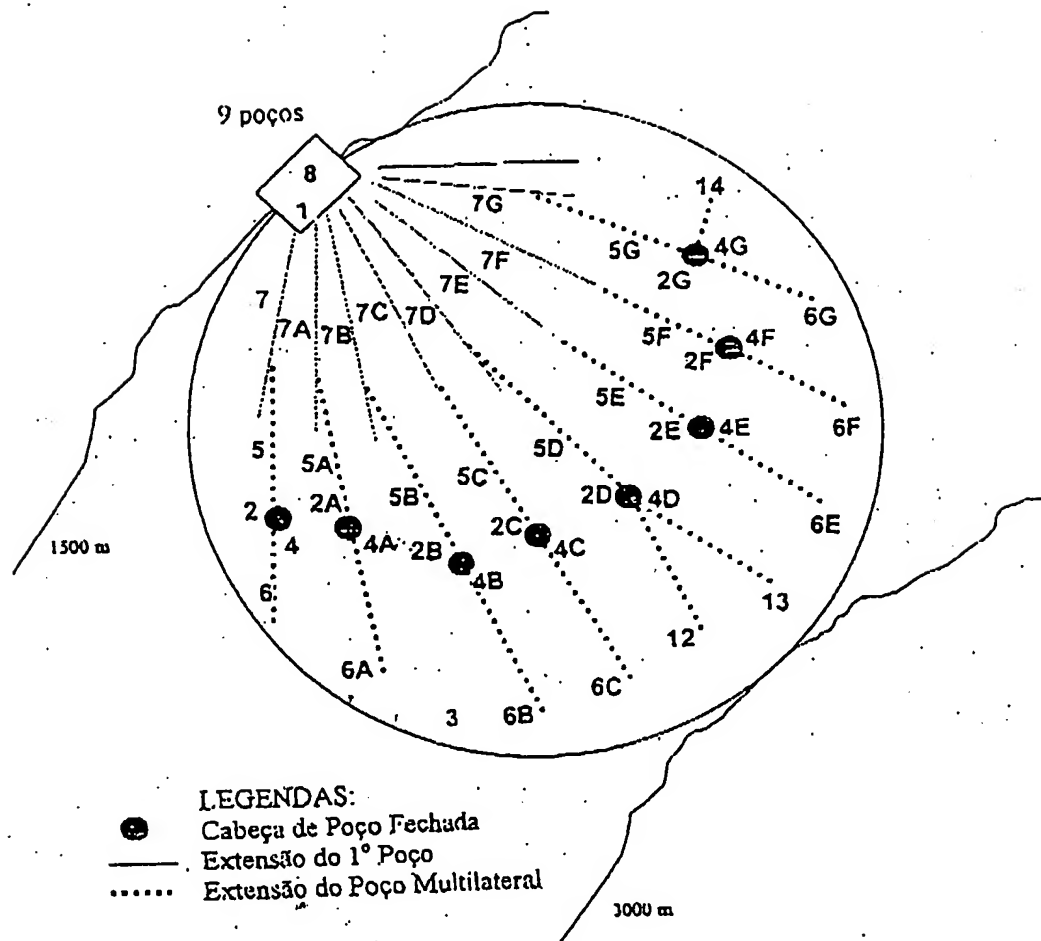 9 poços
8
1
14
7G
5G
4G
2G
6G
7F
7E
7
7A
7B
7C
7D
5F
4F
2F
6F
5E
2E
4E
6E
5
5A
5B
5C
5D
2D
4D
2
2A
2B
2C
4
4A
4B
4C
13
12
6
6A
6B
6C
3
1500 m
3000 m
LEGENDAS:
Cabeça de Poço Fechada
Extensão do 1º Poço
Extensão do Poço Multilateral